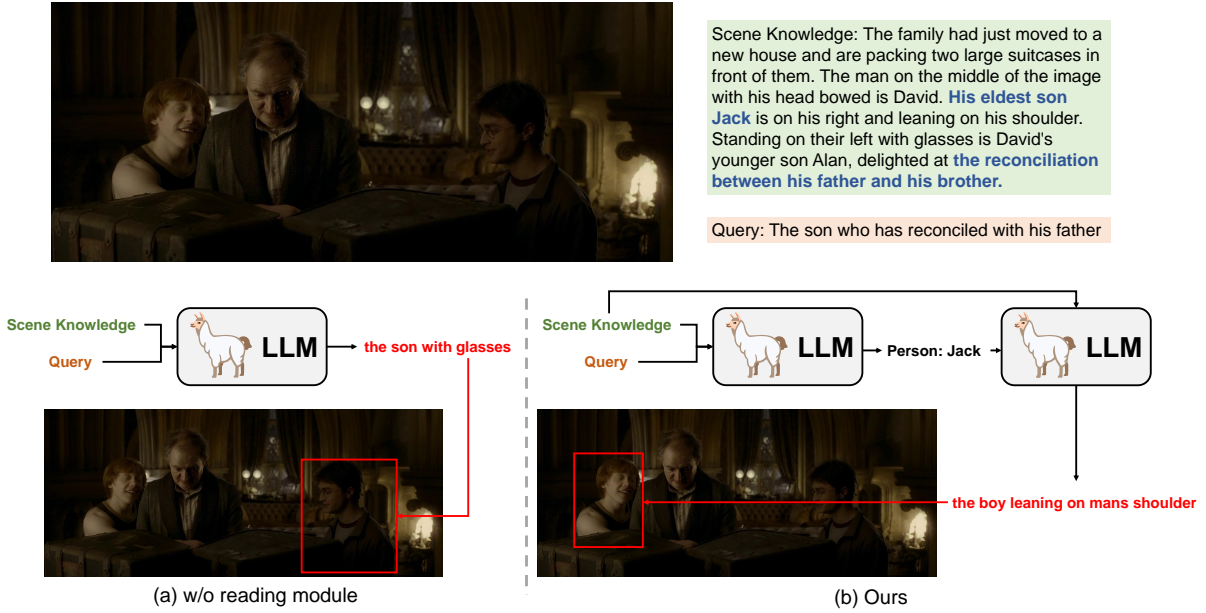 Scene Knowledge: The family had just moved to a
new house and are packing two large suitcases in
front of them. The man on the middle of the image
with his head bowed is David. His eldest son
Jack is on his right and leaning on his shoulder.
Standing on their left with glasses is David's
younger son Alan, delighted at the reconciliation
between his father and his brother.
Query: The son who has reconciled with his father
Scene Knowledge
Query
LLM
the son with glasses
(a) w/o reading module
Scene Knowledge
Query
LLM
Person: Jack
LLM
the boy leaning on mans shoulder
(b) Ours